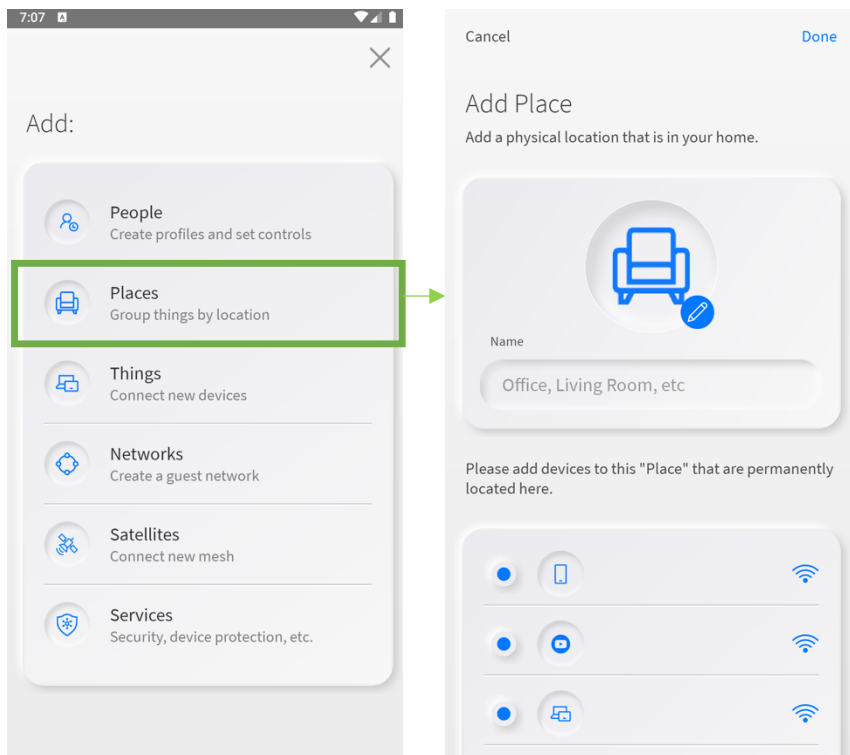 7:07
Add:
People
Create profiles and set controls
Places
Group things by location
Things
Connect new devices
Networks
Create a guest network
Satellites
Connect new mesh
Services
Security, device protection, etc.
Cancel
Done
Add Place
Add a physical location that is in your home.
Name
Office, Living Room, etc
Please add devices to this "Place" that are permanently
located here.